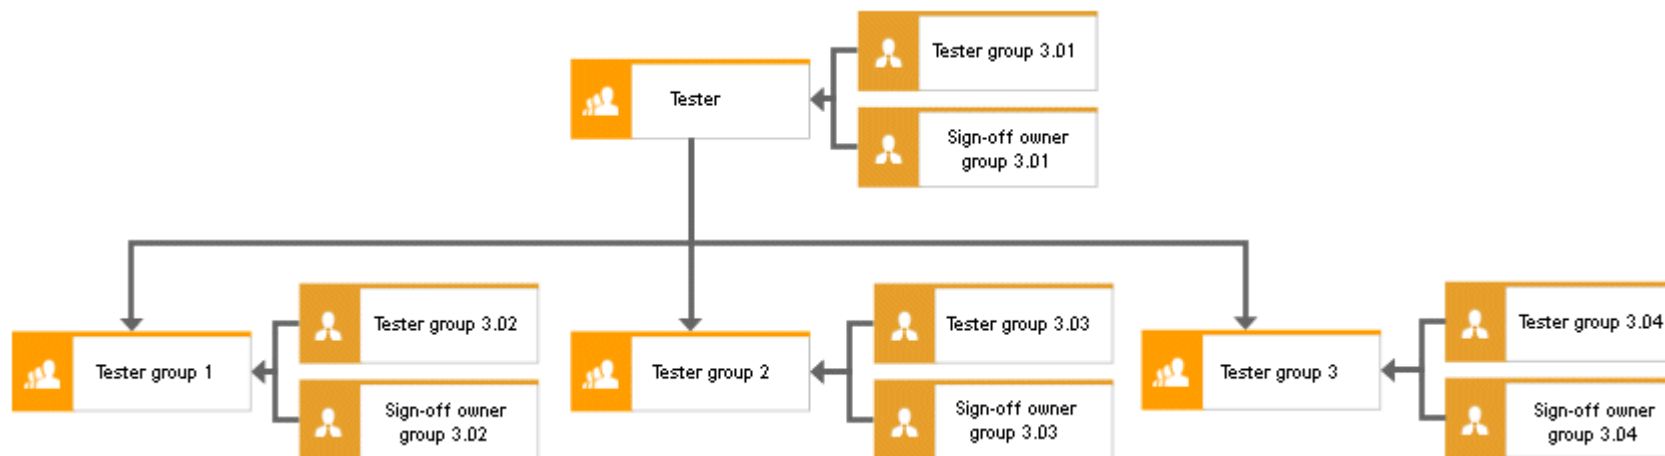 Tester group 3.01
Tester
Sign-off owner
group 3.01
Tester group 3.02
Tester group 3.03
Tester group 3.04
Tester group 1
Tester group 2
Tester group 3
Sign-off owner
group 3.02
Sign-off owner
group 3.03
Sign-off owner
group 3.04